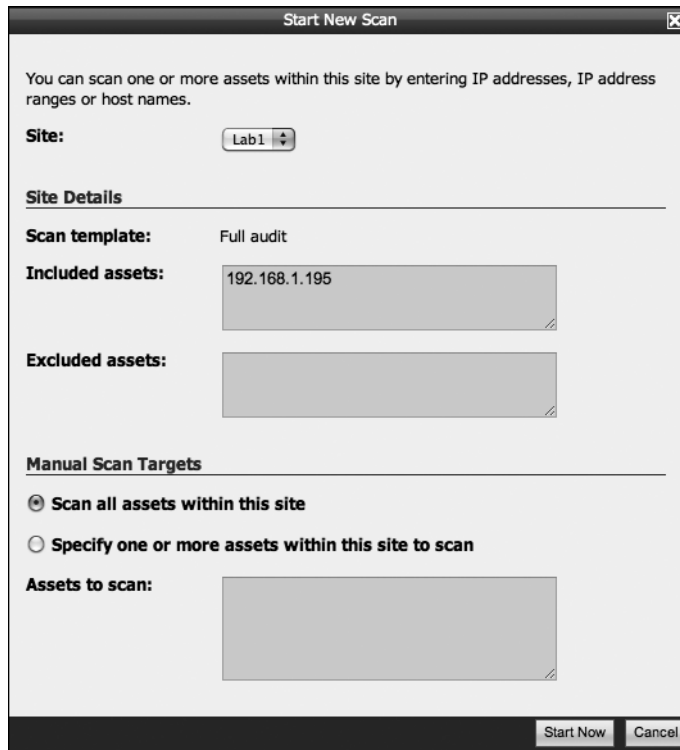 Start New Scan
You can scan one or more assets within this site by entering IP addresses, IP address
ranges or host names.
Site: Lab1
Site Details
Scan template: Full audit
Included assets: 192.168.1.195
Excluded assets:
Manual Scan Targets
Scan all assets within this site
Specify one or more assets within this site to scan
Assets to scan:
Start Now Cancel